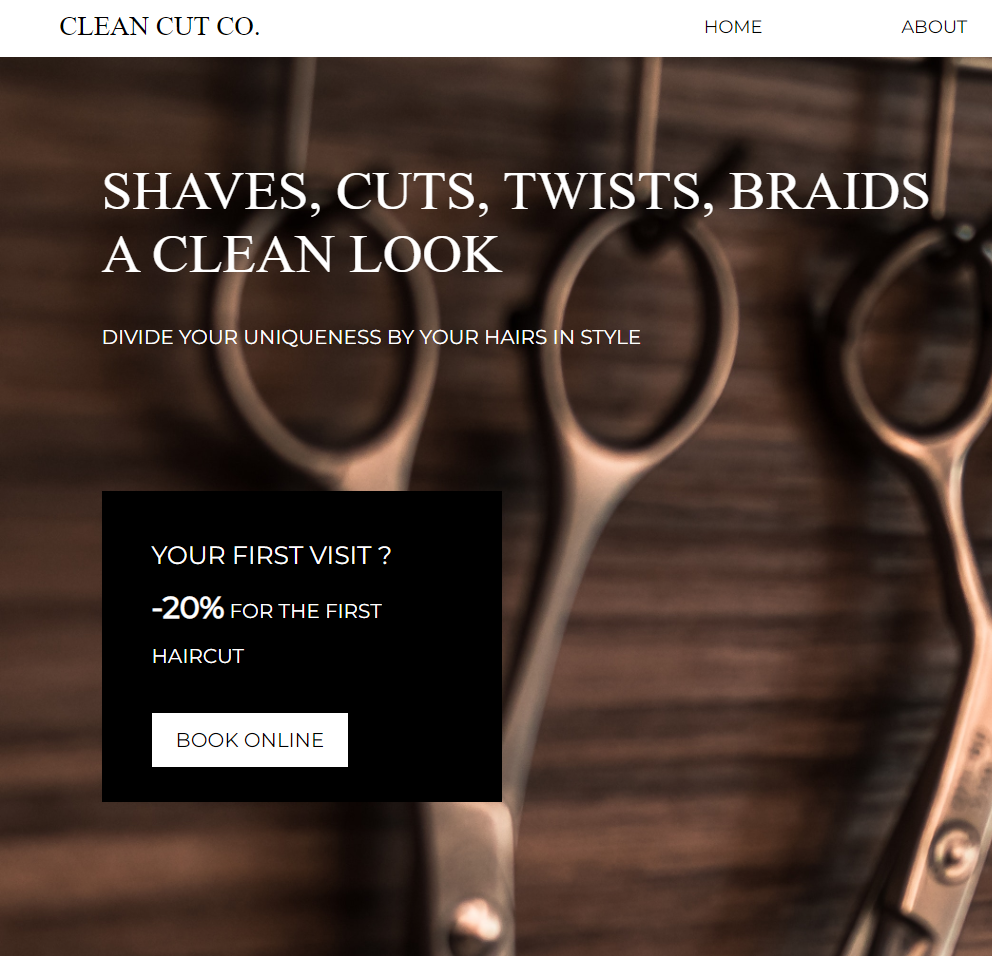 CLEAN CUT CO.
HOME
ABOUT
SHAVES, CUTS, TWISTS, BRAIDS
A CLEAN LOOK
DIVIDE YOUR UNIQUENESS BY YOUR HAIRS IN STYLE
YOUR FIRST VISIT ?
-20% FOR THE FIRST
HAIRCUT
BOOK ONLINE